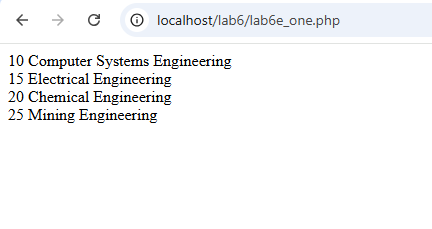 localhost/lab6/lab6e_one.php
10 Computer Systems Engineering
15 Electrical Engineering
20 Chemical Engineering
25 Mining Engineering